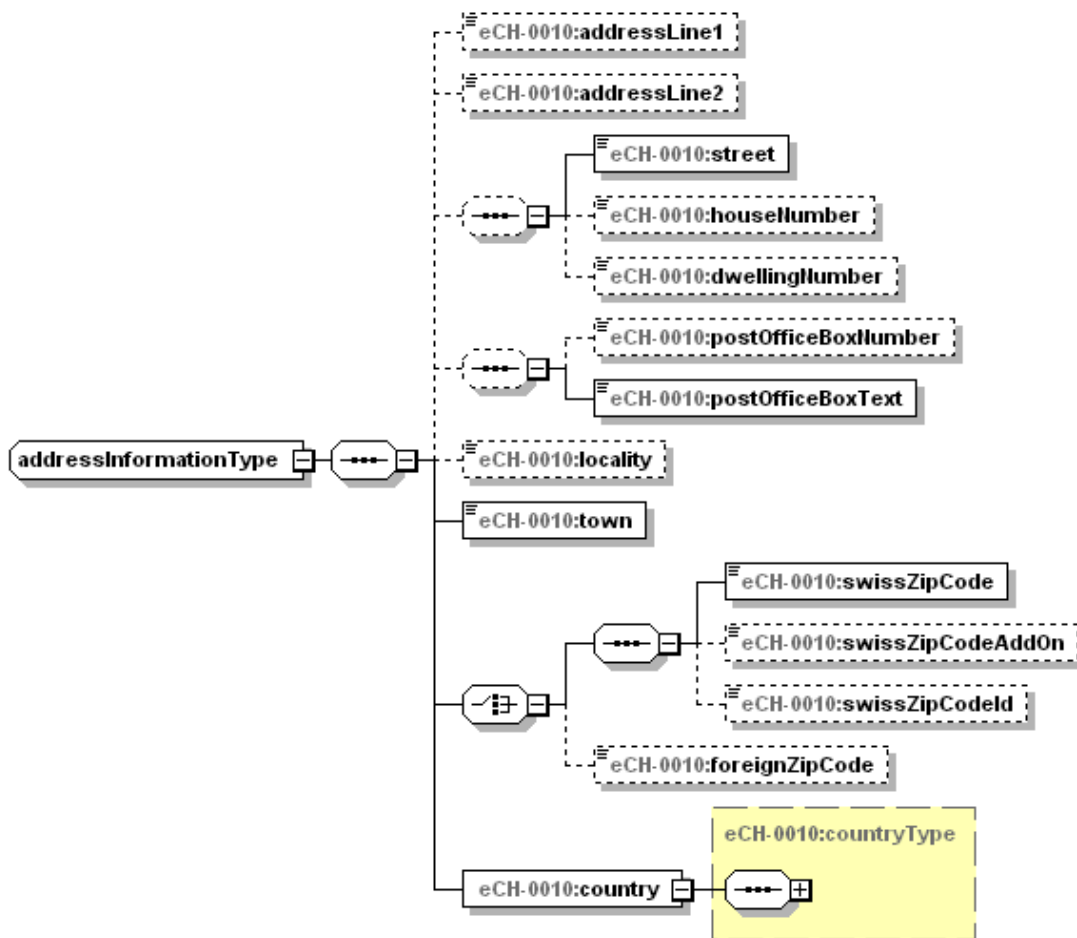 eCH-0010:addressLine1
eCH-0010:addressLine2
eCH-0010:street
eCH-0010:houseNumber
eCH-0010:dwellingNumber
eCH-0010:postOfficeBoxNumber
eCH-0010:postOfficeBoxText
addressInformationType
eCH-0010:locality
eCH-0010:town
eCH-0010:swissZipCode
eCH-0010:swissZipCodeAddOn
eCH-0010:swissZipCodeId
eCH-0010:foreignZipCode
eCH-0010:countryType
eCH-0010:country